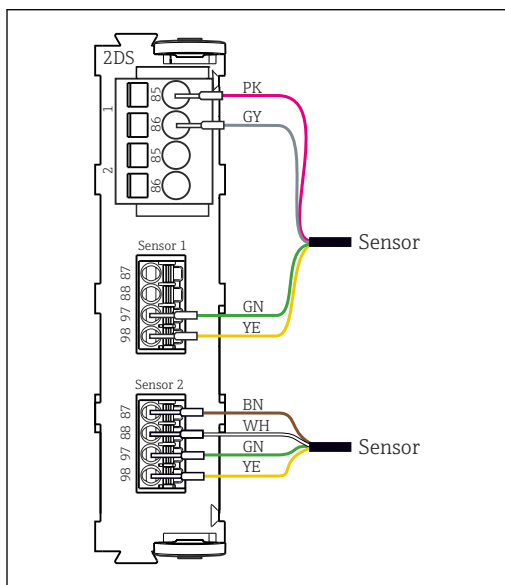 2DS
1
85
PK
86
GY
2
85
86
Sensor
Sensor 1
87
88
97
GN
98
YE
Sensor 2
87
BN
88
WH
Sensor
97
GN
98
YE